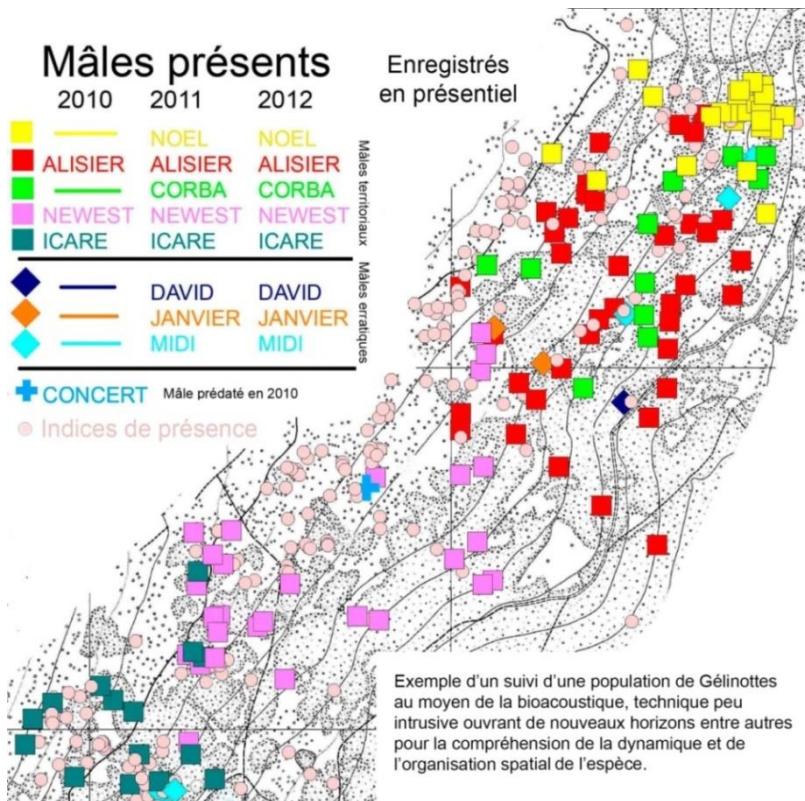 Mâles présents
Enregistrés
en présentiel
2010 2011 2012
NOEL NOEL
ALISIER ALISIER ALISIER
CORBA CORBA
NEWEST NEWEST NEWEST
ICARE ICARE ICARE
Mâles territoriaux
DAVID DAVID
JANVIER JANVIER
MIDI MIDI
Mâles erratiques
CONCERT Mâle prédaté en 2010
Indices de présence
Exemple d'un suivi d'une population de Gélinottes
au moyen de la bioacoustique, technique peu
intrusive ouvrant de nouveaux horizons entre autres
pour la compréhension de la dynamique et de
l'organisation spatial de l'espèce.